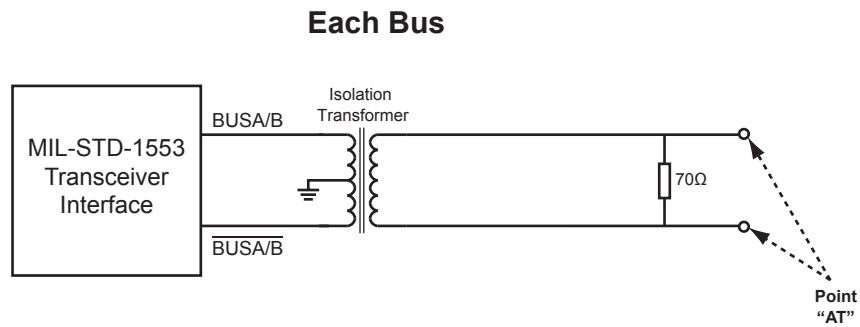 Each Bus
Isolation
Transformer
BUSA/B
MIL-STD-1553
Transceiver
Interface
70Ω
BUSA/B
Point
“AT”